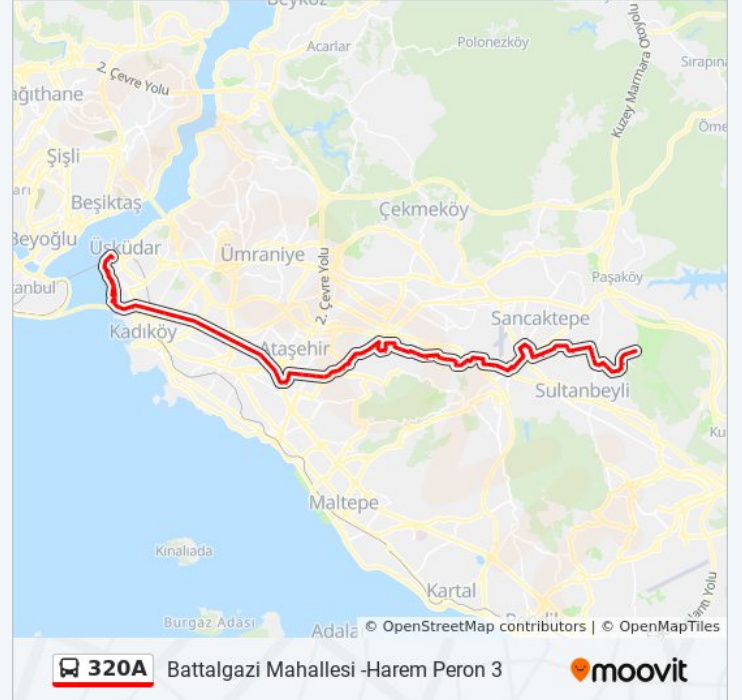 Beykoz
Acarlar
Polonezköy
2. Çevre Yolu
Kuzey Marmara Otoyolu
ağıthane
Şişli
Beşiktaş
Çekmeköy
Beyoğlu
Üsküdar
Ümraniye
2. Çevre Yolu
Paşaköy
Sancaktepe
Kadıköy
Ataşehir
Sultanbeyli
Maltepe
Kınalıada
Kartal
Burgaz Adası
Adala
© OpenStreetMap contributors | © OpenMapTiles
320A Battalgazi Mahallesi -Harem Peron 3
moovit